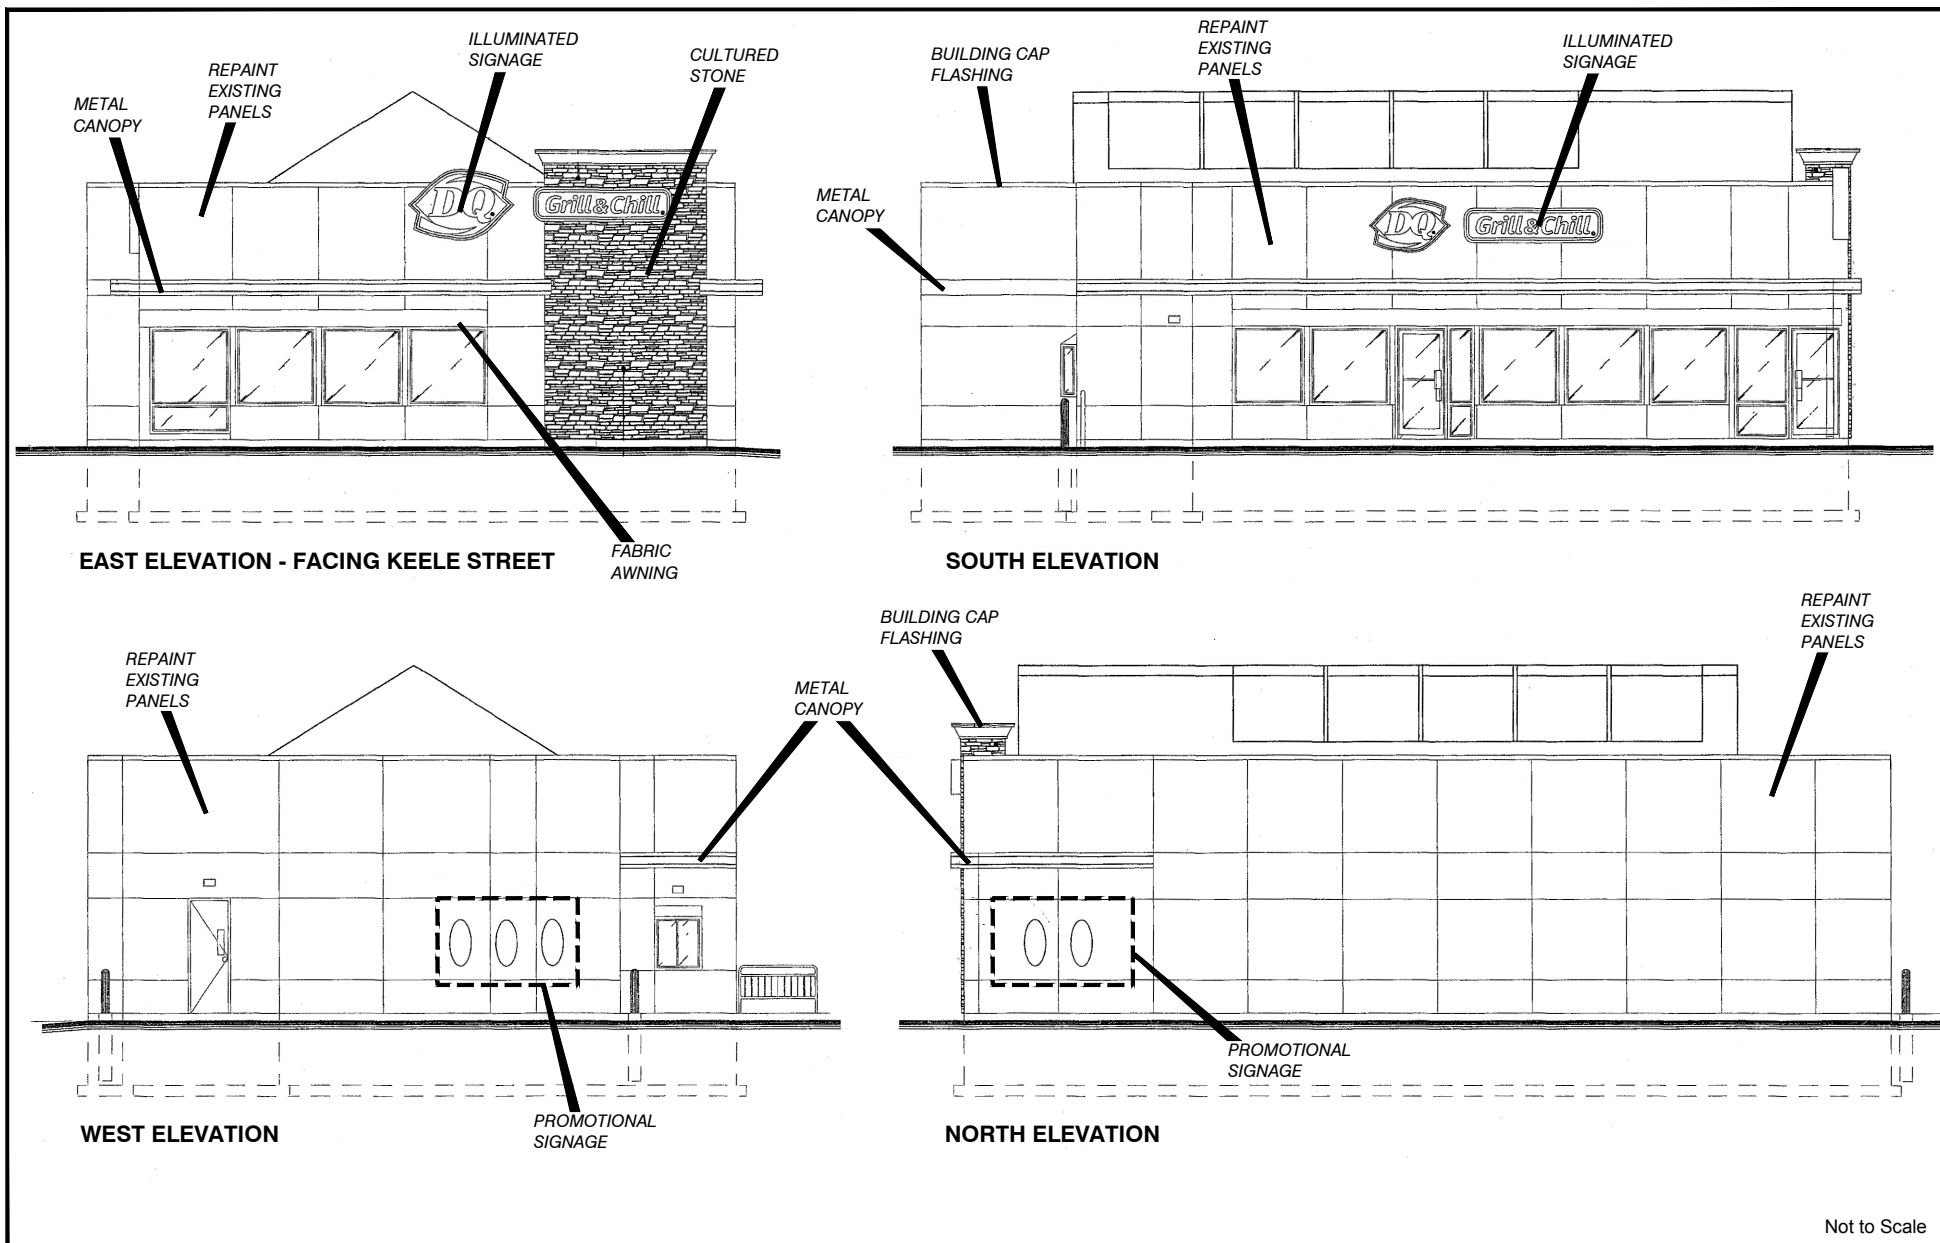 ILLUMINATED
SIGNAGE
CULTURED
STONE
REPAINT
EXISTING
PANELS
METAL
CANOPY
DQ.
Grill&Chill.
FABRIC
AWNING
EAST ELEVATION - FACING KEELE STREET
BUILDING CAP
FLASHING
REPAINT
EXISTING
PANELS
ILLUMINATED
SIGNAGE
METAL
CANOPY
DQ.
Grill&Chill.
SOUTH ELEVATION
REPAINT
EXISTING
PANELS
METAL
CANOPY
PROMOTIONAL
SIGNAGE
WEST ELEVATION
BUILDING CAP
FLASHING
REPAINT
EXISTING
PANELS
PROMOTIONAL
SIGNAGE
NORTH ELEVATION
Not to Scale